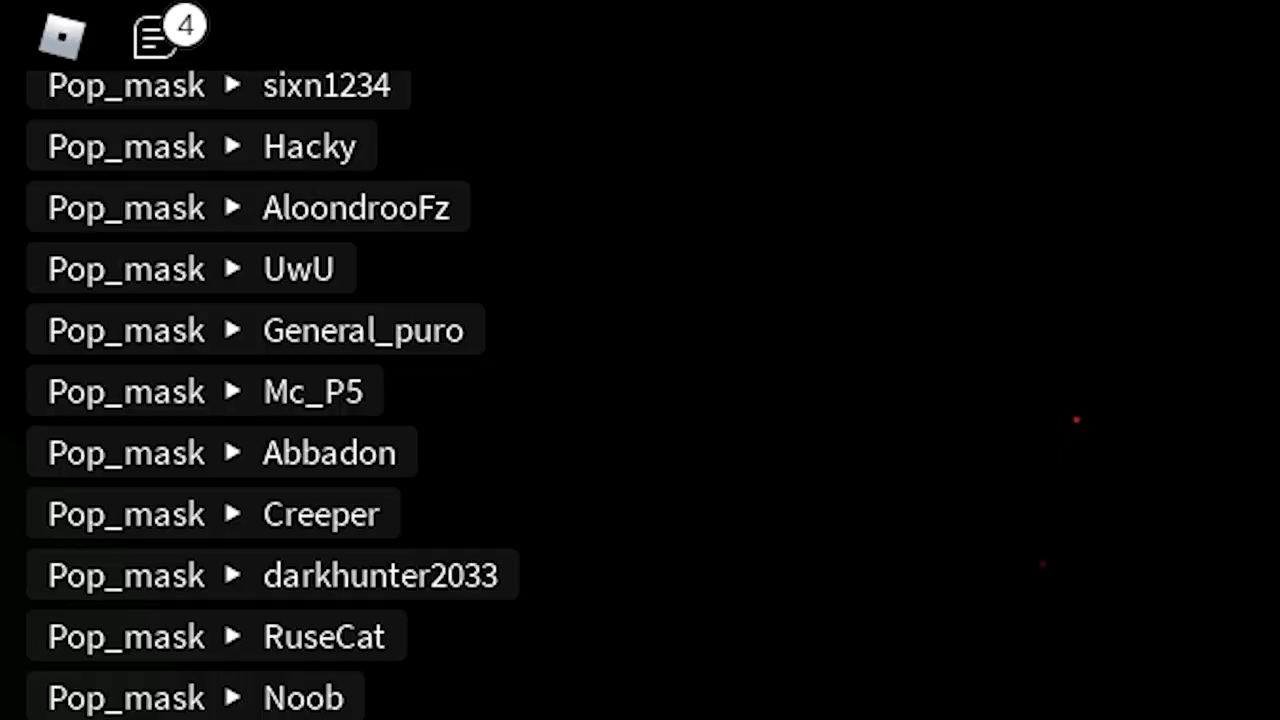 4
Pop_mask ▶ sixn1234
Pop_mask ▶ Hacky
Pop_mask ▶ AloondrooFz
Pop_mask ▶ UwU
Pop_mask ▶ General_puro
Pop_mask ▶ Mc_P5
Pop_mask ▶ Abbadon
Pop_mask ▶ Creeper
Pop_mask ▶ darkhunter2033
Pop_mask ▶ RuseCat
Pop_mask ▶ Noob